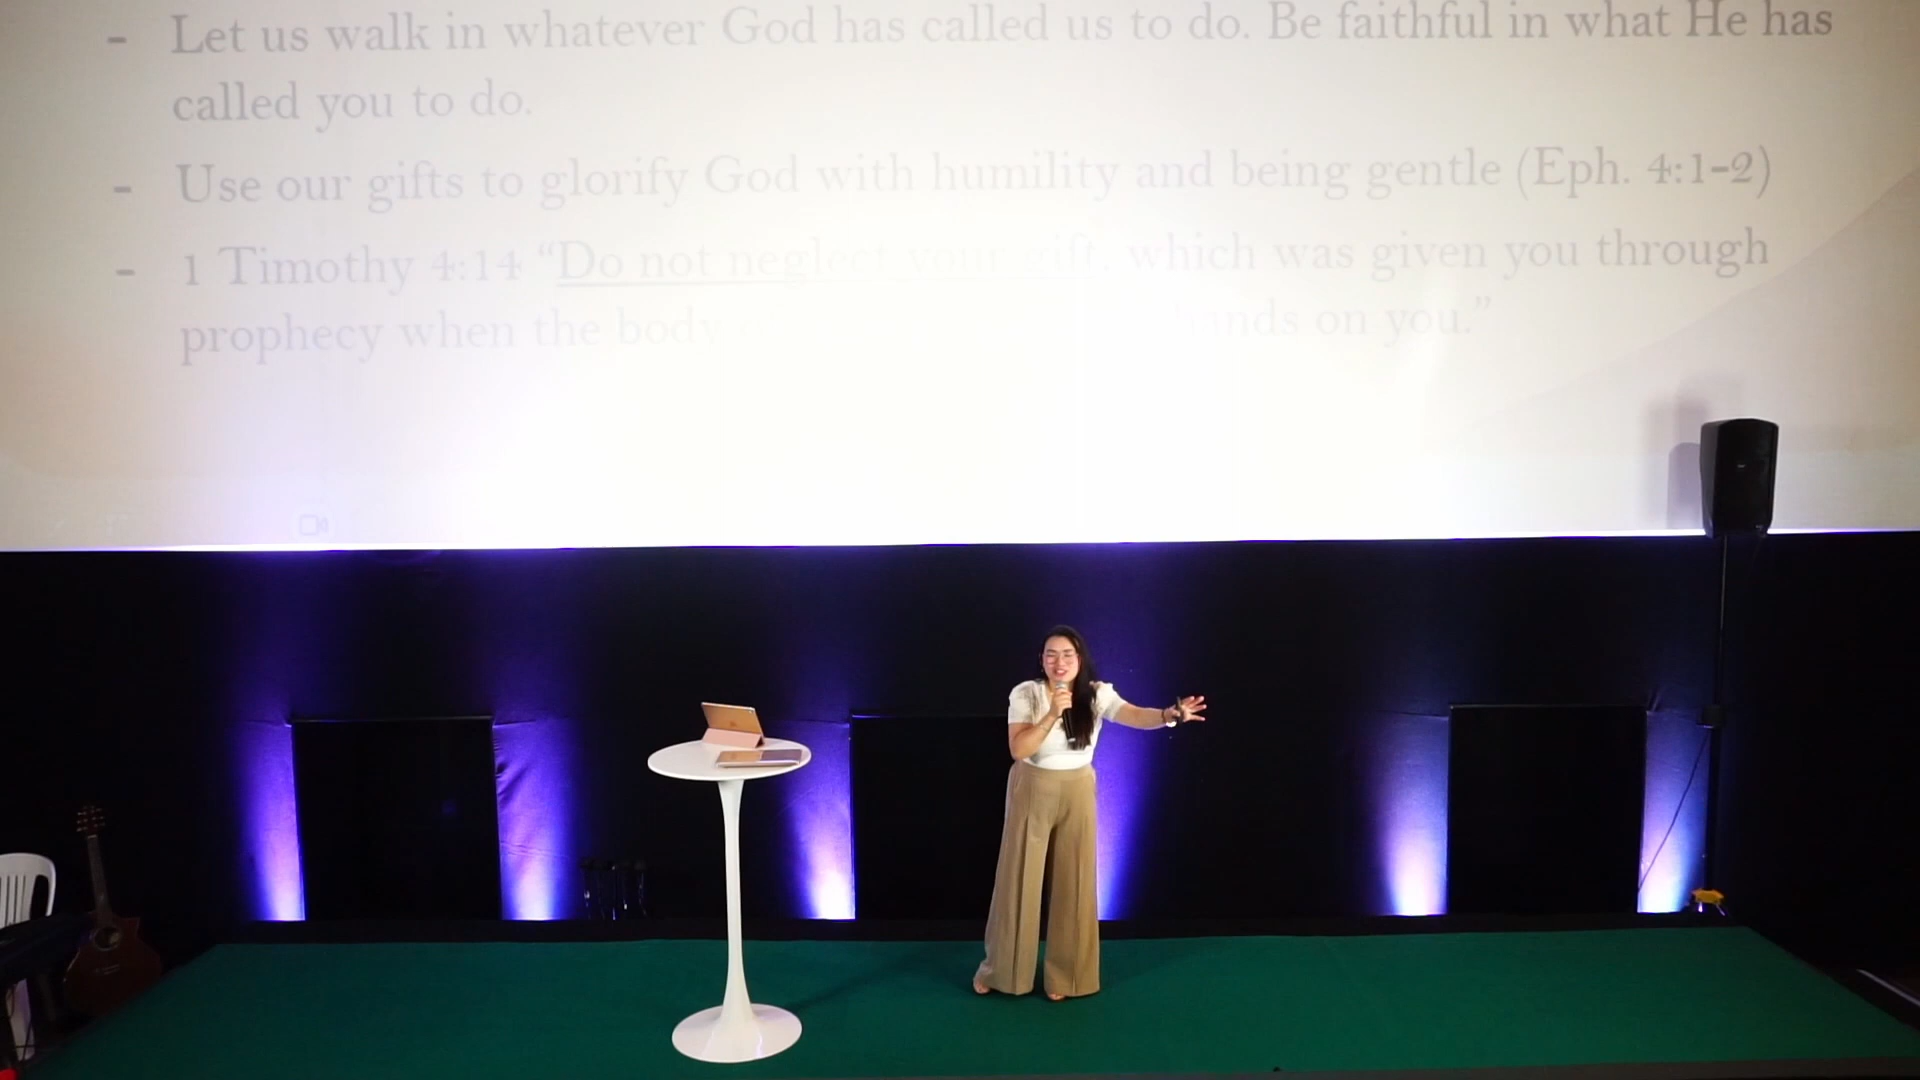 - Let us walk in whatever God has called us to do. Be faithful in what He has
called you to do.
- Use our gifts to glorify God with humility and being gentle (Eph. 4:1-2)
- 1 Timothy 4:14 “Do not neglect your gift, which was given you through
prophecy when the body of hands on you.”